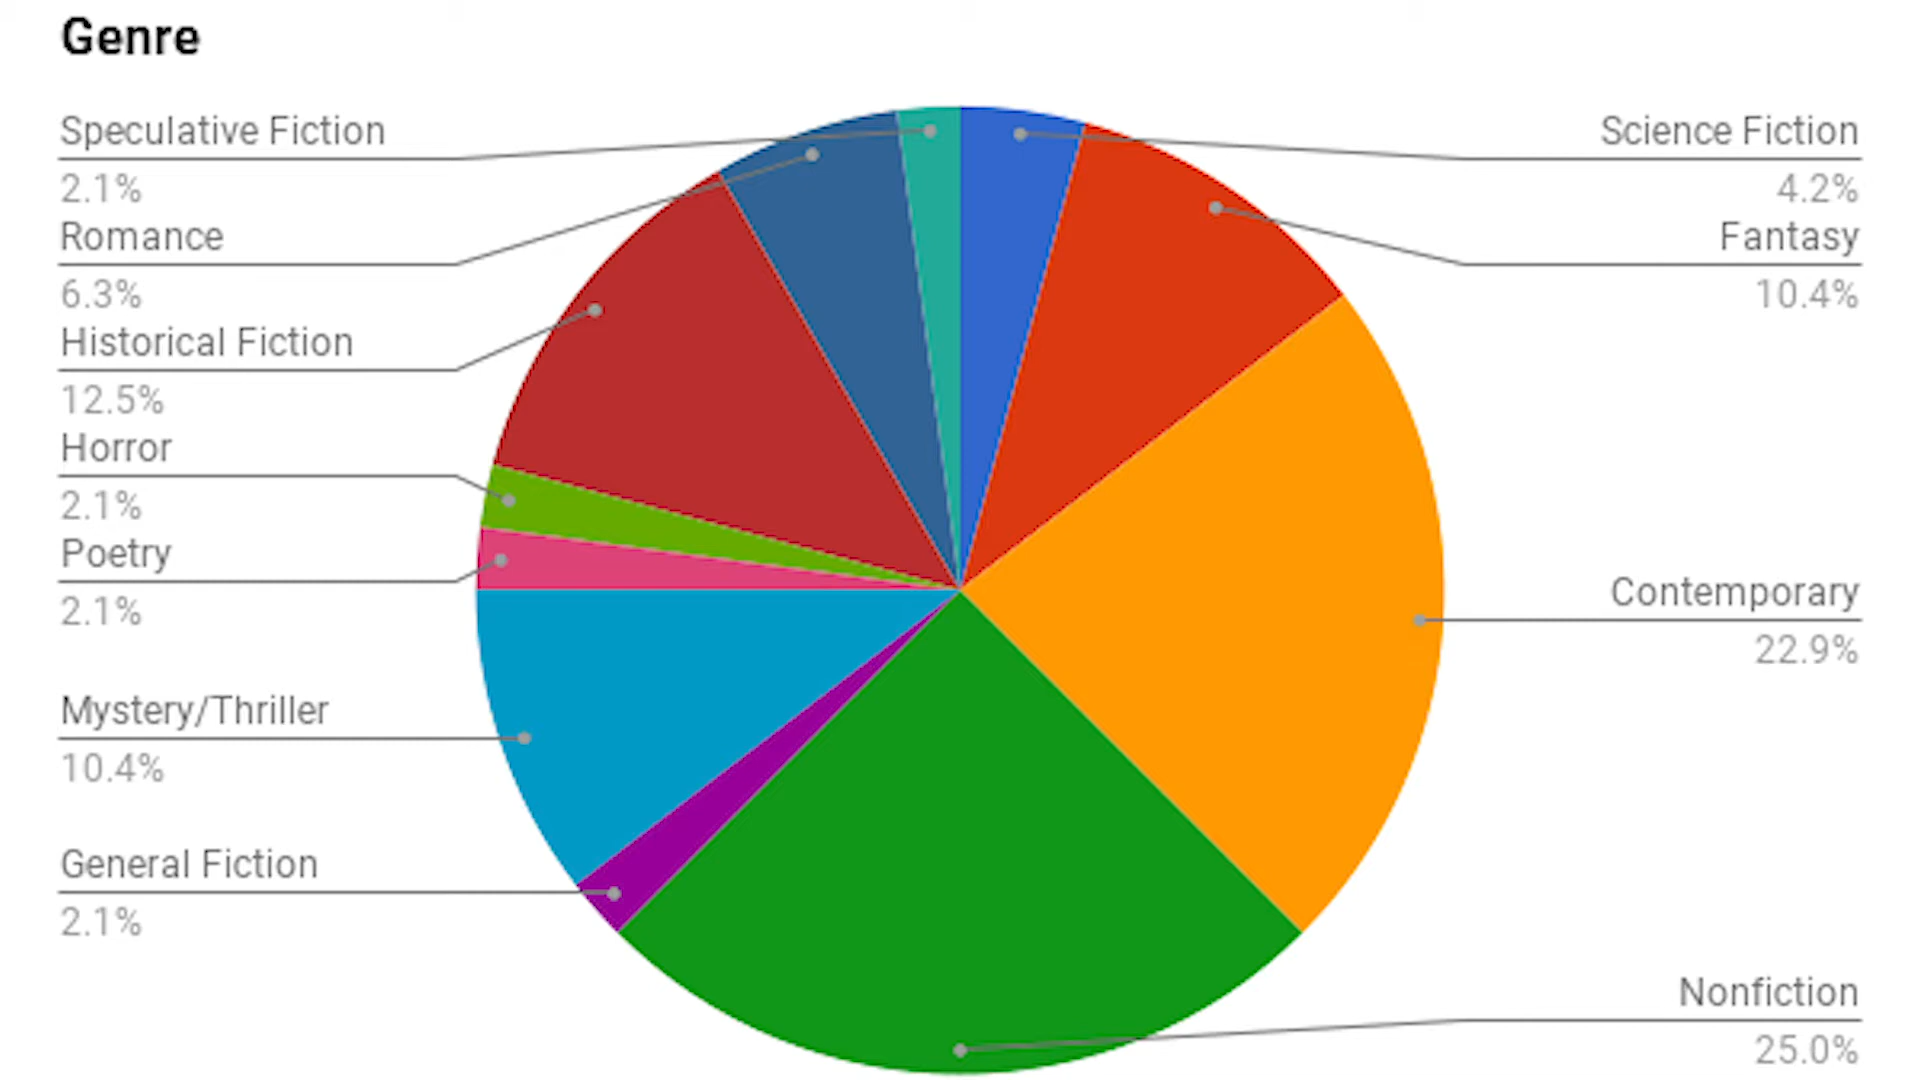 Genre
Speculative Fiction
2.1%
Romance
6.3%
Historical Fiction
12.5%
Horror
2.1%
Poetry
2.1%
Mystery/Thriller
10.4%
General Fiction
2.1%
Science Fiction
4.2%
Fantasy
10.4%
Contemporary
22.9%
Nonfiction
25.0%